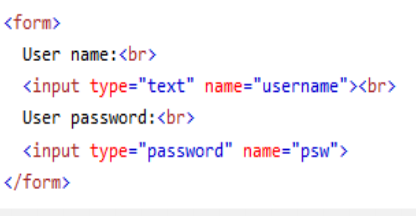 <form>
User name:<br>
<input type="text" name="username"><br>
User password:<br>
<input type="password" name="psw">
</form>